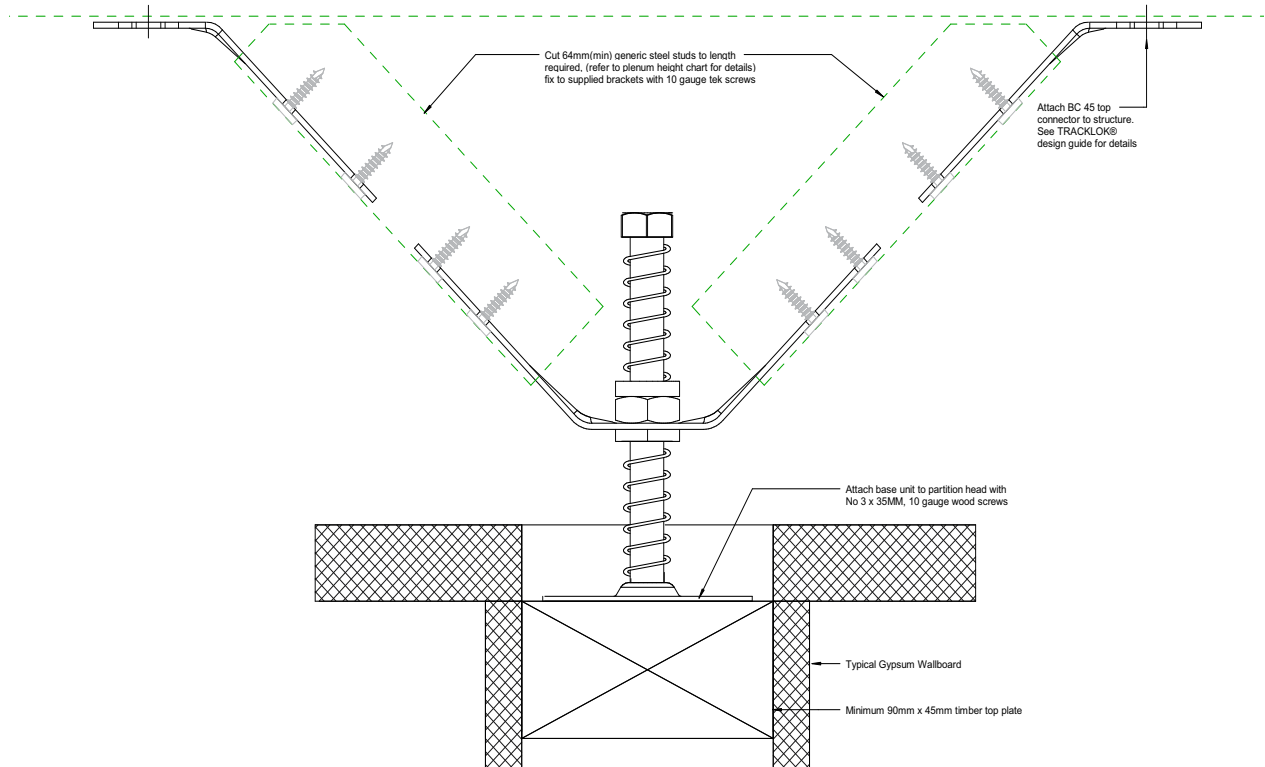 Cut 64mm(min) generic steel studs to length
required, (refer to plenum height chart for details)
fix to supplied brackets with 10 gauge tek screws
Attach BC 45 top
connector to structure.
See TRACKLOK®
design guide for details
Attach base unit to partition head with
No 3 x 35MM, 10 gauge wood screws
Typical Gypsum Wallboard
Minimum 90mm x 45mm timber top plate